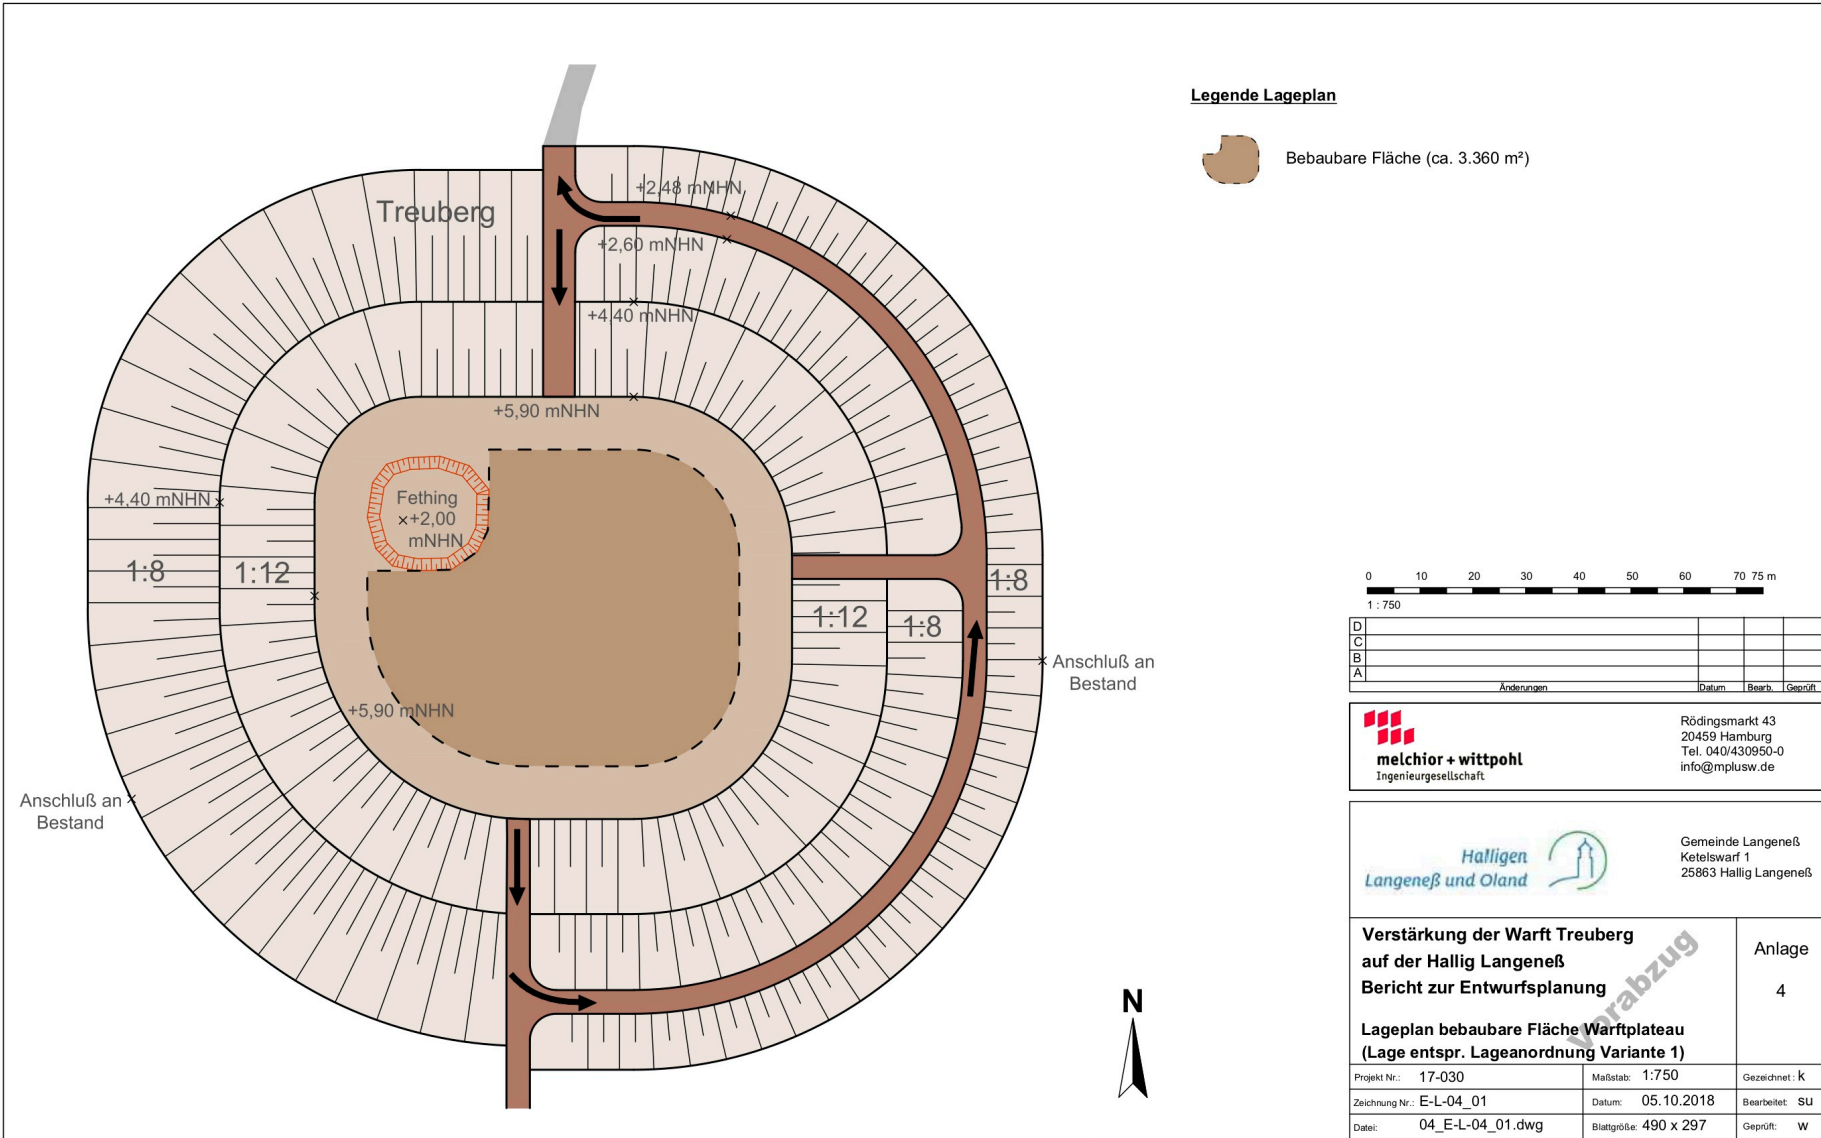 Legende Lageplan
Bebaubare Fläche (ca. 3.360 m²)
Treuberg
+2,48 mNHN
+2,60 mNHN
+4,40 mNHN
+5,90 mNHN
+4,40 mNHN
Fething
+2,00
mNHN
1:8
1:12
1:12
1:8
1:8
+5,90 mNHN
Anschluß an
Bestand
Anschluß an
Bestand
N
0 10 20 30 40 50 60 70 75 m
1 : 750
D
C
B
A
Änderungen Datum Bearb. Geprüft
melchior + wittpohl
Ingenieurgesellschaft
Rödingsmarkt 43
20459 Hamburg
Tel. 040/430950-0
info@mplusw.de
Halligen
Langeneß und Oland
Gemeinde Langeneß
Ketelswarf 1
25863 Hallig Langeneß
Verstärkung der Warft Treuberg
auf der Hallig Langeneß
Bericht zur Entwurfsplanung
Lageplan bebaubare Fläche Warftplateau
(Lage entspr. Lageanordnung Variante 1)
Vorabzug
Anlage
4
Projekt Nr.: 17-030 Maßstab: 1:750 Gezeichnet : k
Zeichnung Nr.: E-L-04_01 Datum: 05.10.2018 Bearbeitet: su
Datei: 04_E-L-04_01.dwg Blattgröße: 490 x 297 Geprüft: w